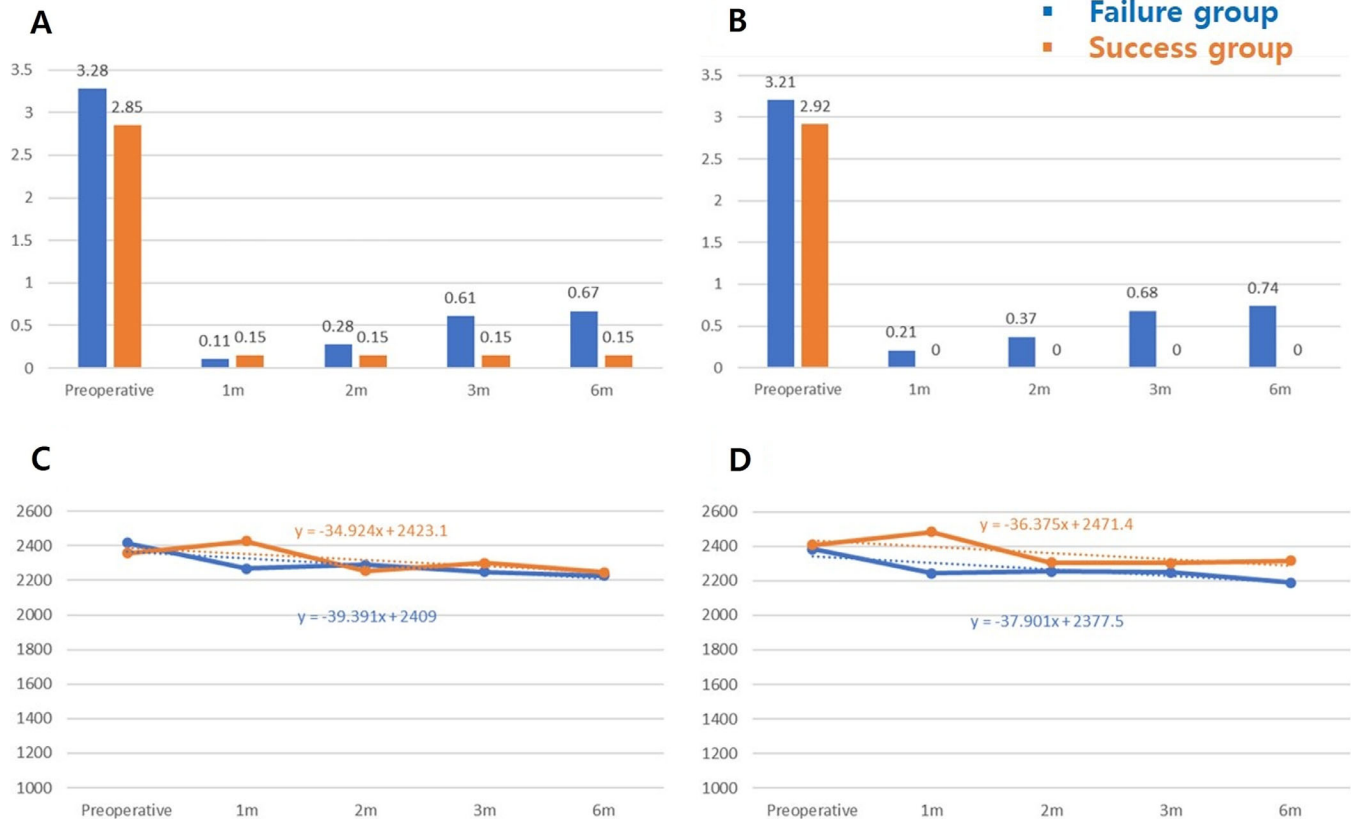 A
3.5
3
2.5
2
1.5
1
0.5
0
3.28
2.85
0.11
0.15
0.28
0.15
0.61
0.15
0.67
0.15
Preoperative
1m
2m
3m
6m
B
Failure group
Success group
3.5
3
2.5
2
1.5
1
0.5
0
3.21
2.92
0.21
0
0.37
0
0.68
0
0.74
0
Preoperative
1m
2m
3m
6m
C
2600
2400
2200
2000
1800
1600
1400
1200
1000
y = -34.924x + 2423.1
y = -39.391x + 2409
Preoperative
1m
2m
3m
6m
D
2600
2400
2200
2000
1800
1600
1400
1200
1000
y = -36.375x + 2471.4
y = -37.901x + 2377.5
Preoperative
1m
2m
3m
6m